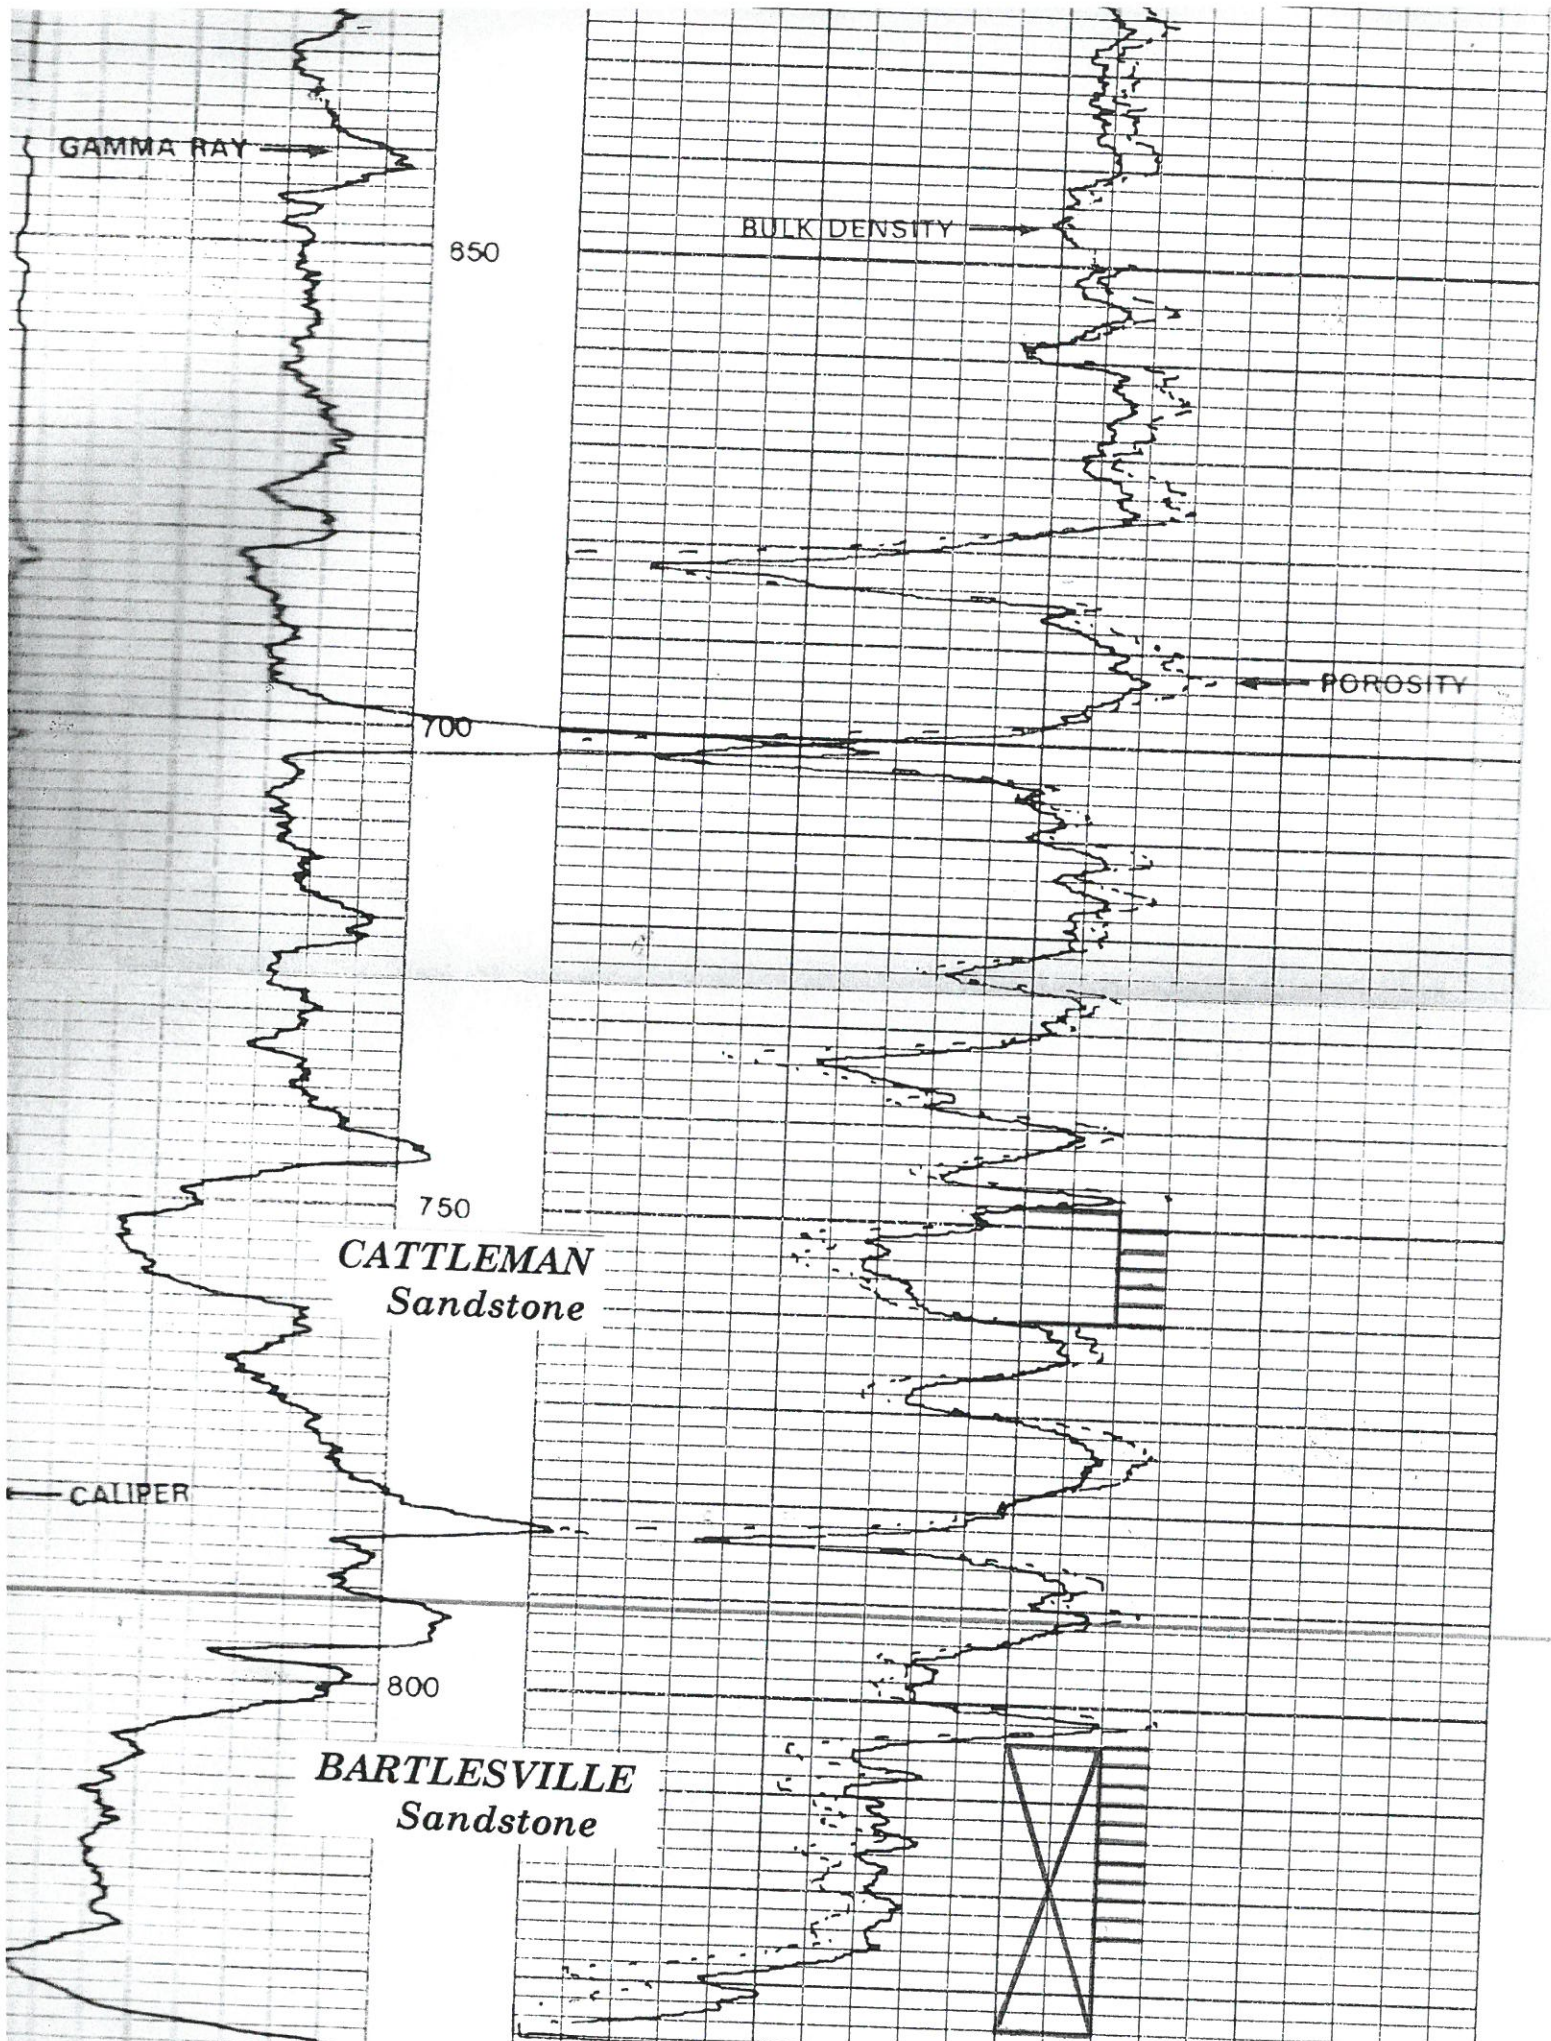 GAMMA RAY
BULK DENSITY
650
POROSITY
700
750
CATTLEMAN
Sandstone
CALIPER
800
BARTLESVILLE
Sandstone